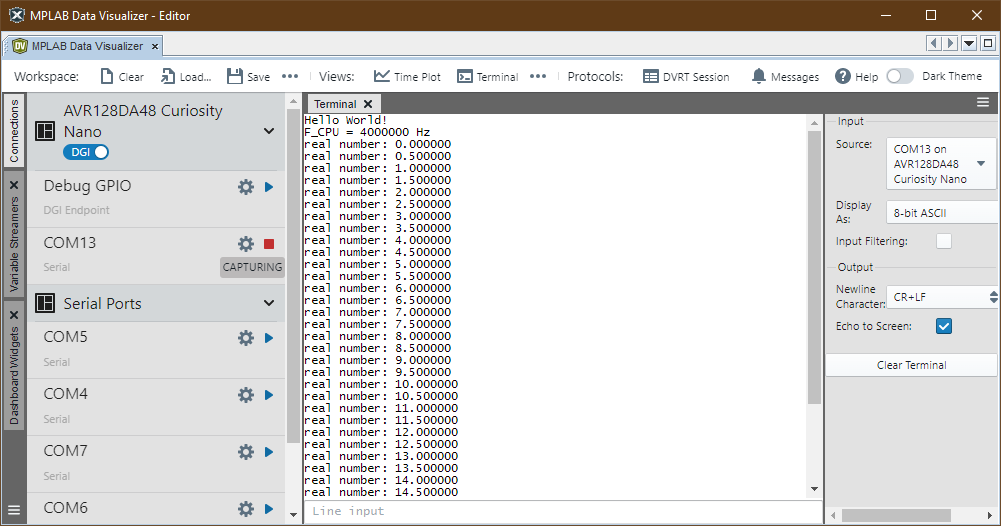 MPLAB Data Visualizer - Editor
DV MPLAB Data Visualizer ×
Workspace: Clear Load... Save ••• Views: Time Plot Terminal ••• Protocols: DVRT Session Messages Help Dark Theme
Connections
Variable Streamers
Dashboard Widgets
AVR128DA48 Curiosity
Nano
DGI
Debug GPIO
DGI Endpoint
COM13
Serial
CAPTURING
Serial Ports
COM5
Serial
COM4
Serial
COM7
Serial
COM6
Terminal
Hello World!
F_CPU = 4000000 Hz
real number: 0.000000
real number: 0.500000
real number: 1.000000
real number: 1.500000
real number: 2.000000
real number: 2.500000
real number: 3.000000
real number: 3.500000
real number: 4.000000
real number: 4.500000
real number: 5.000000
real number: 5.500000
real number: 6.000000
real number: 6.500000
real number: 7.000000
real number: 7.500000
real number: 8.000000
real number: 8.500000
real number: 9.000000
real number: 9.500000
real number: 10.000000
real number: 10.500000
real number: 11.000000
real number: 11.500000
real number: 12.000000
real number: 12.500000
real number: 13.000000
real number: 13.500000
real number: 14.000000
real number: 14.500000
Line input
Input
Source:
COM13 on
AVR128DA48
Curiosity Nano
Display
As:
8-bit ASCII
Input Filtering:
Output
Newline
Character:
CR+LF
Echo to Screen:
Clear Terminal